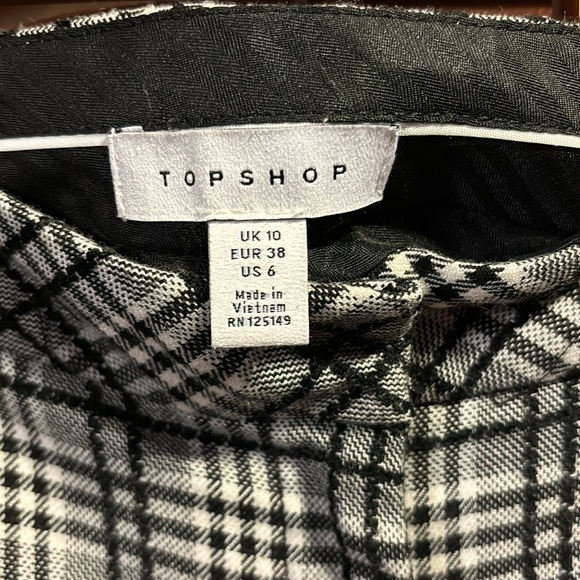 TOPSHOP
UK 10
EUR 38
US 6
Made in
Vietnam
RN 125149